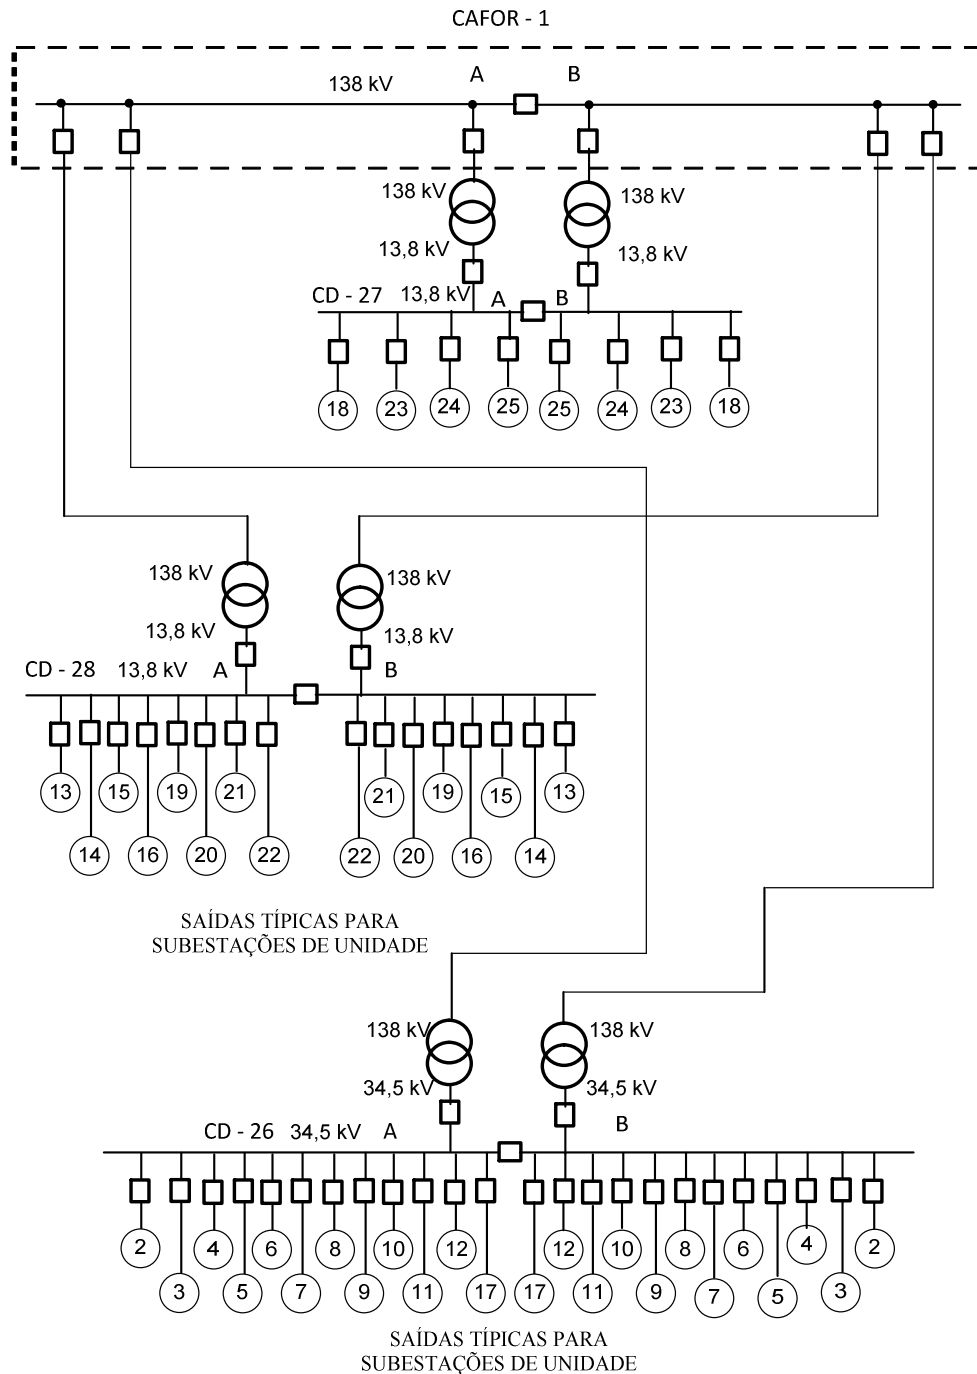 CAFOR - 1
138 kV
A
B
138 kV
138 kV
13,8 kV
13,8 kV
CD - 27 13,8 kV A B
18 23 24 25 25 24 23 18
138 kV
138 kV
13,8 kV
13,8 kV
CD - 28 13,8 kV A B
13 15 19 21 21 19 15 13
14 16 20 22 22 20 16 14
SAÍDAS TÍPICAS PARA
SUBESTAÇÕES DE UNIDADE
138 kV
138 kV
34,5 kV
34,5 kV
CD - 26 34,5 kV A B
2 4 6 8 10 12 12 10 8 6 4 2
3 5 7 9 11 17 17 11 9 7 5 3
SAÍDAS TÍPICAS PARA
SUBESTAÇÕES DE UNIDADE